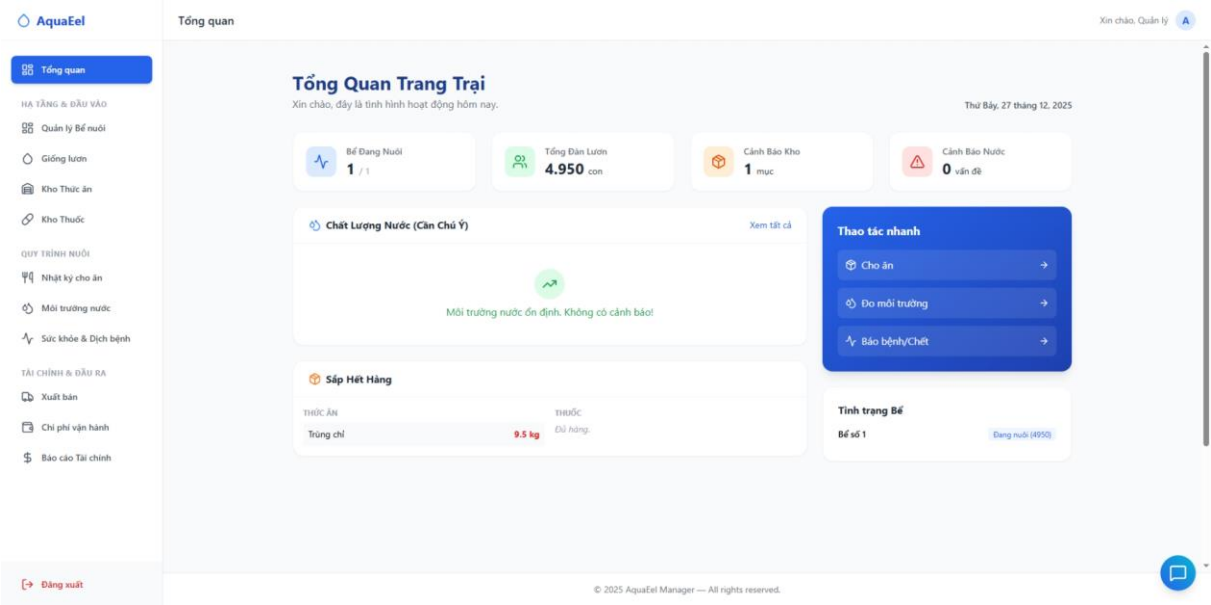 AquaEel
Tổng quan
Xin chào, Quản lý
A
Tổng quan
HẠ TẦNG & ĐẦU VÀO
Quản lý Bể nuôi
Giống lươn
Kho Thức ăn
Kho Thuốc
QUY TRÌNH NUÔI
Nhật ký cho ăn
Môi trường nước
Sức khỏe & Dịch bệnh
TÀI CHÍNH & ĐẦU RA
Xuất bán
Chi phí vận hành
Báo cáo Tài chính
Đăng xuất
Tổng Quan Trang Trại
Xin chào, đây là tình hình hoạt động hôm nay.
Thứ Bảy, 27 tháng 12, 2025
Bể Đang Nuôi
1 / 1
Tổng Đàn Lươn
4.950 con
Cảnh Báo Kho
1 mục
Cảnh Báo Nước
0 vấn đề
Chất Lượng Nước (Cần Chú Ý)
Xem tất cả
Môi trường nước ổn định. Không có cảnh báo!
Sắp Hết Hàng
THỨC ĂN
Trùng chỉ
9.5 kg
THUỐC
Đủ hàng.
Thao tác nhanh
Cho ăn
Đo môi trường
Báo bệnh/Chết
Tình trạng Bể
Bể số 1
Đang nuôi (4950)
© 2025 AquaEel Manager — All rights reserved.